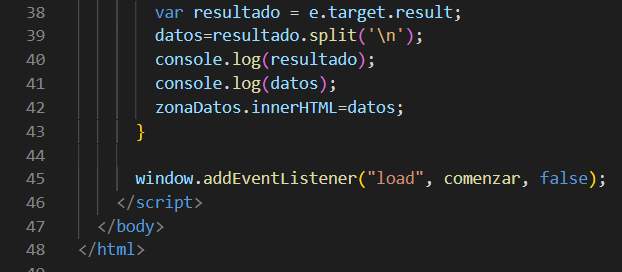 38 var resultado = e.target.result;
39 datos=resultado.split('\n');
40 console.log(resultado);
41 console.log(datos);
42 zonaDatos.innerHTML=datos;
43 }
44
45 window.addEventListener("load", comenzar, false);
46 </script>
47 </body>
48 </html>